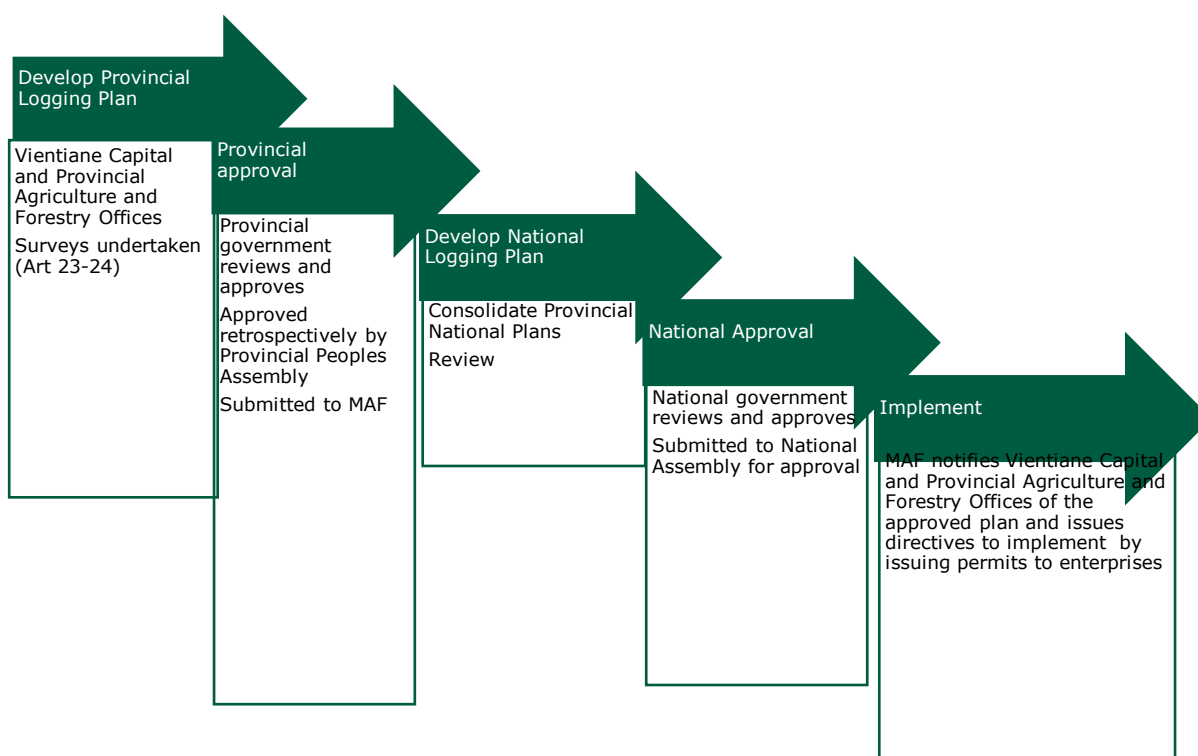 Develop Provincial
Logging Plan
Vientiane Capital
and Provincial
Agriculture and
Forestry Offices
Surveys undertaken
(Art 23-24)
Provincial
approval
Provincial
government
reviews and
approves
Approved
retrospectively by
Provincial Peoples
Assembly
Submitted to MAF
Develop National
Logging Plan
Consolidate Provincial
National Plans
Review
National Approval
National government
reviews and approves
Submitted to National
Assembly for approval
Implement
MAF notifies Vientiane Capital
and Provincial Agriculture and
Forestry Offices of the
approved plan and issues
directives to implement  by
issuing permits to enterprises